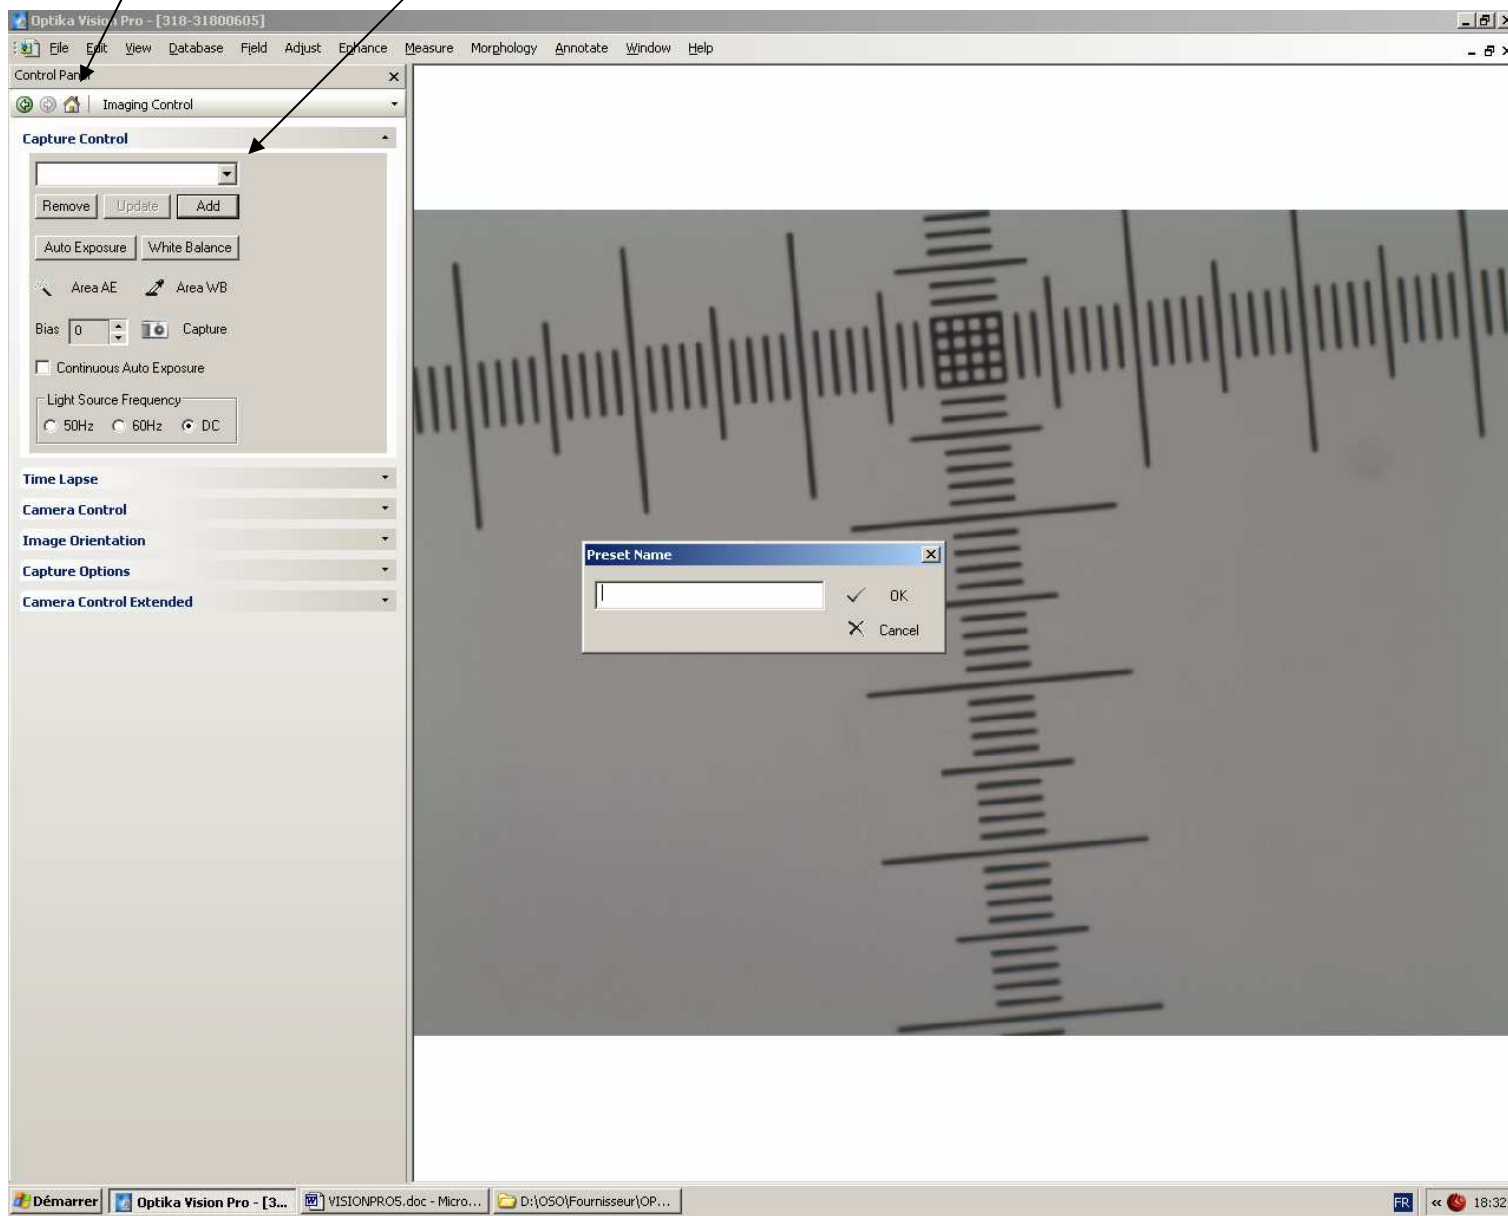 Optika Vision Pro - [318-31800605]
File Edit View Database Field Adjust Enhance Measure Morphology Annotate Window Help
Control Panel
Imaging Control
Capture Control
Remove Update Add
Auto Exposure White Balance
Area AE Area WB
Bias 0 Capture
Continuous Auto Exposure
Light Source Frequency
50Hz 60Hz DC
Time Lapse
Camera Control
Image Orientation
Capture Options
Camera Control Extended
Preset Name
OK
Cancel
Démarrer Optika Vision Pro - [3... VISIONPRO5.doc - Micro... D:\OSO\Fournisseur\OP... FR « 18:32